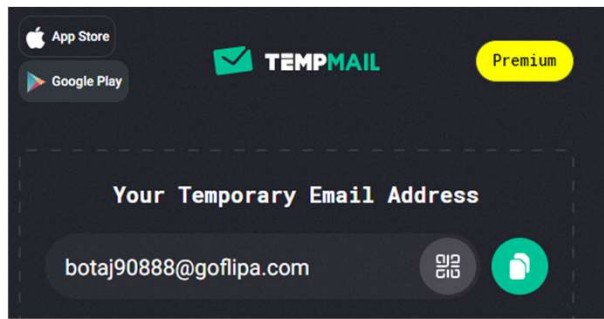 App Store
Google Play
TEMPMAIL
Premium
Your Temporary Email Address
botaj90888@goflipa.com